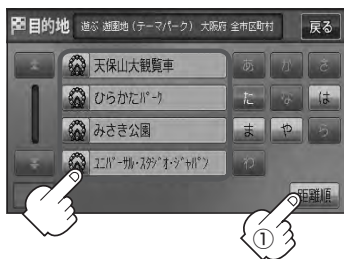 目的地 遊ぶ 遊園地（テーマパーク） 大阪府 全市区町村 戻る
天保山大観覧車 あ か さ
ひらかたﾊﾟｰｸ た な は
みさき公園 ま や ら
ﾕﾆﾊﾞｰｻﾙ･ｽﾀｼﾞｵ･ｼﾞｬﾊﾟﾝ わ
距離順
①